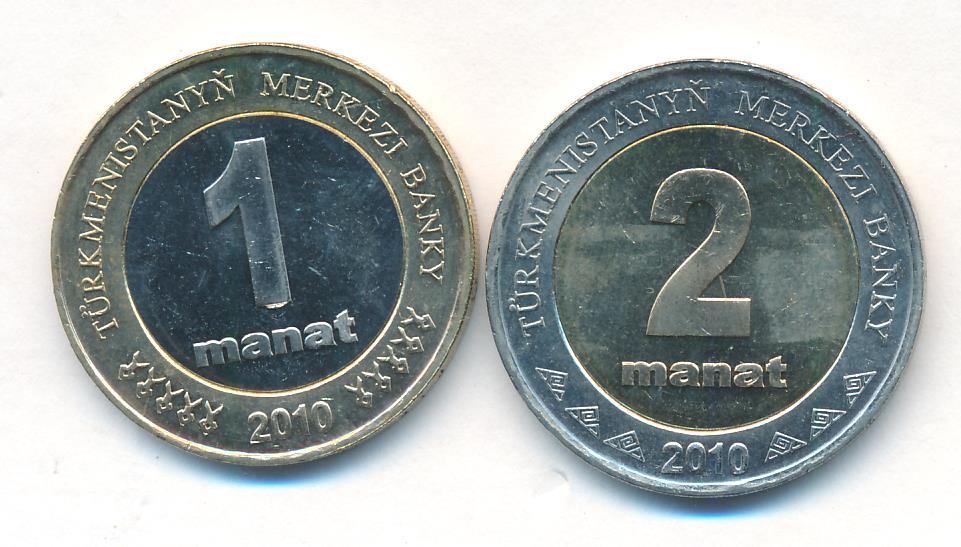 TÜRKMENISTANYŇ MERKEZI BANKY
1
manat
2010
TÜRKMENISTANYŇ MERKEZI BANKY
2
manat
2010